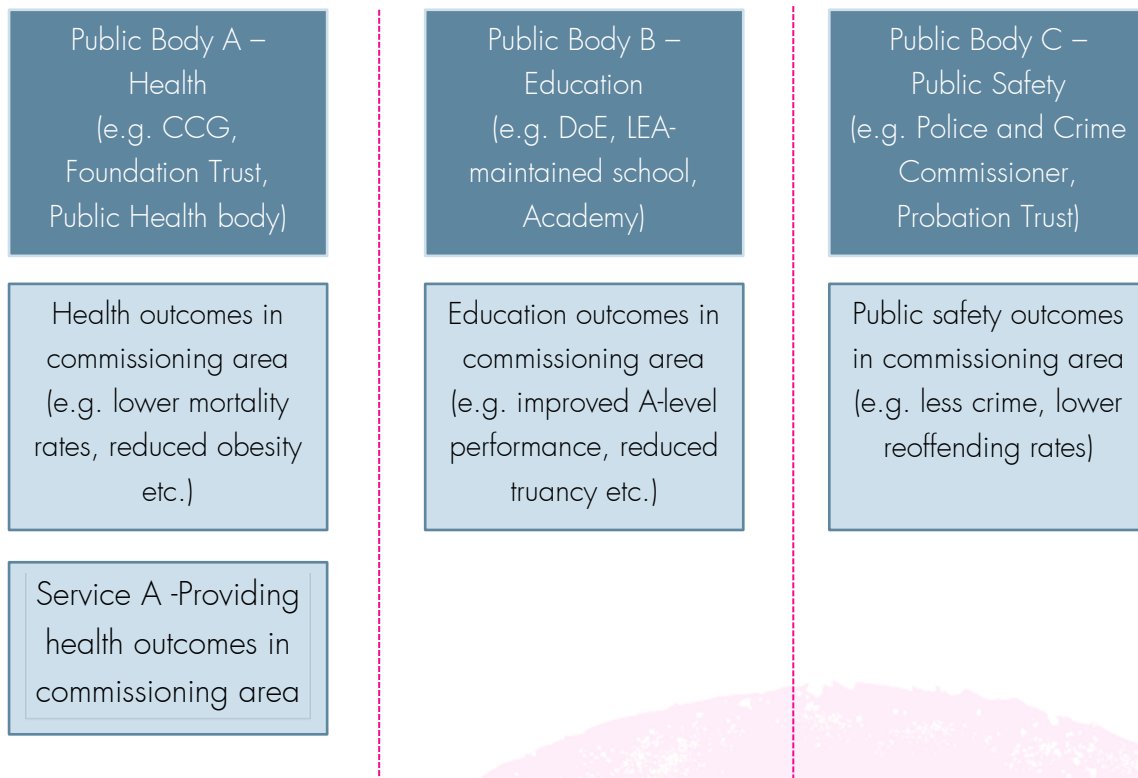 Public Body A –
Health
(e.g. CCG,
Foundation Trust,
Public Health body)
Health outcomes in
commissioning area
(e.g. lower mortality
rates, reduced obesity
etc.)
Service A -Providing
health outcomes in
commissioning area
Public Body B –
Education
(e.g. DoE, LEA-
maintained school,
Academy)
Education outcomes in
commissioning area
(e.g. improved A-level
performance, reduced
truancy etc.)
Public Body C –
Public Safety
(e.g. Police and Crime
Commissioner,
Probation Trust)
Public safety outcomes
in commissioning area
(e.g. less crime, lower
reoffending rates)